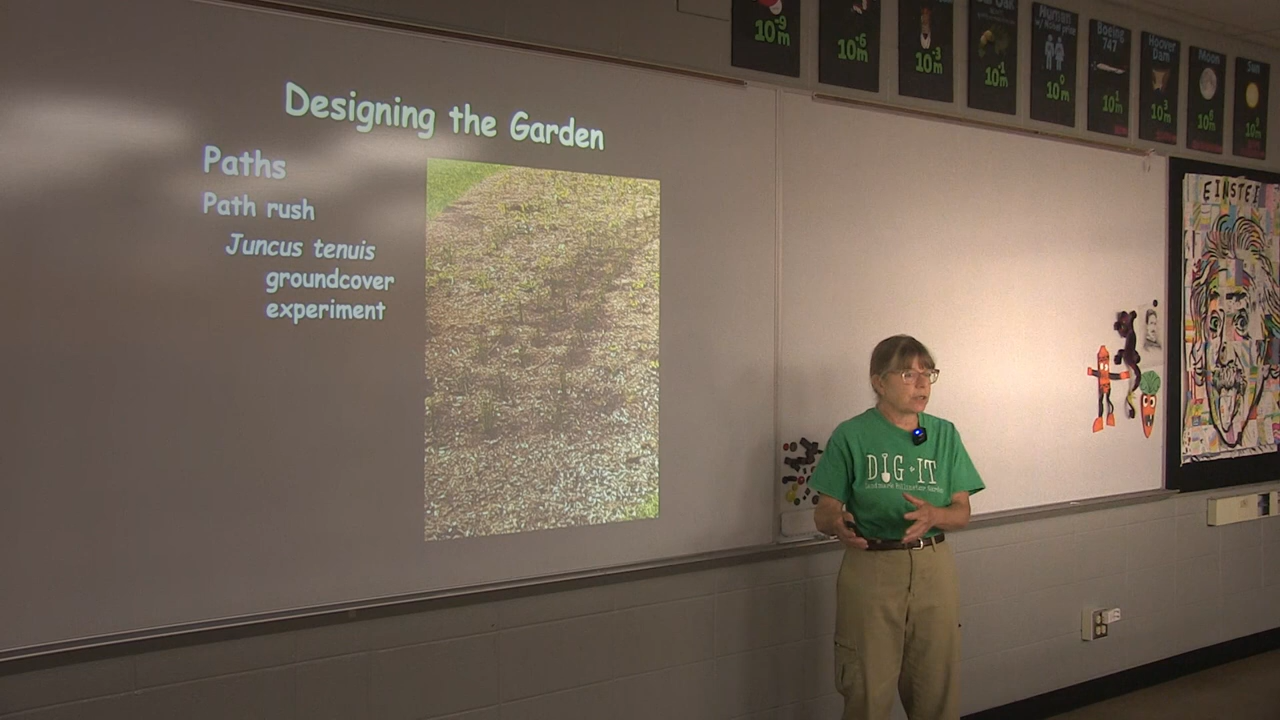 Designing the Garden
Paths
Path rush
Juncus tenuis
groundcover
experiment
10⁻⁹m
10⁻⁶m
10⁻³m
10⁻¹m
Human
10⁰m
Boeing
747
10¹m
Hoover
Dam
10³m
Moon
10⁶m
Sun
m
EINSTEI
DIG IT